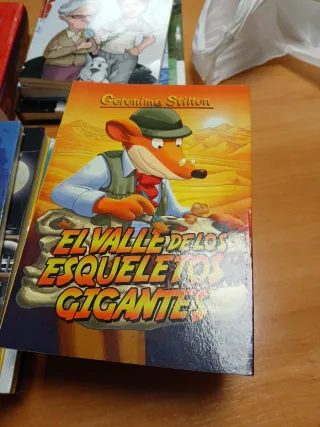 Geronimo Stilton
EL VALLE DE LOS
ESQUELETOS
GIGANTES